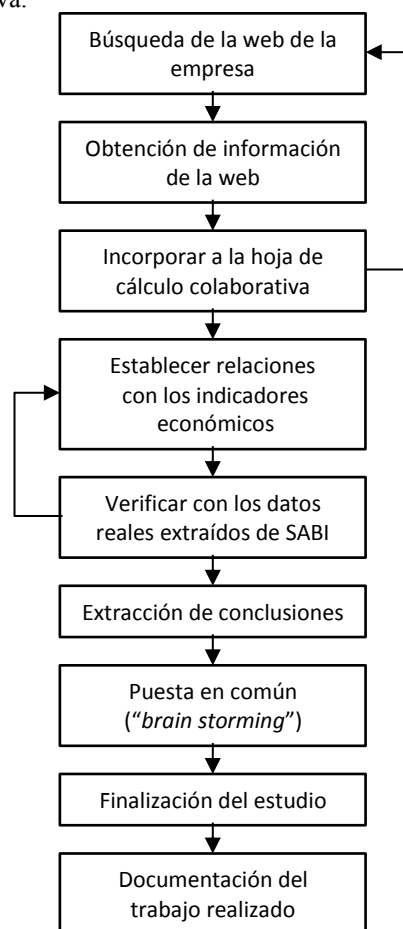 va.
Búsqueda de la web de la
empresa
Obtención de información
de la web
Incorporar a la hoja de
cálculo colaborativa
Establecer relaciones
con los indicadores
económicos
Verificar con los datos
reales extraídos de SABI
Extracción de conclusiones
Puesta en común
(“brain storming”)
Finalización del estudio
Documentación del
trabajo realizado